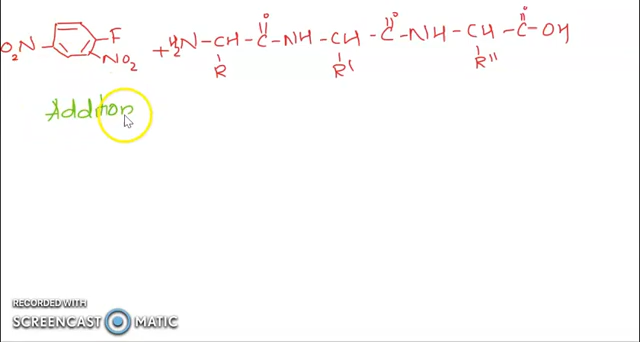 O₂N - F NO₂ + H₂N - CH - C - NH - CH - C - NH - CH - C - OH
O O O
R R' R"
Addition
RECORDED WITH
SCREENCAST MATIC